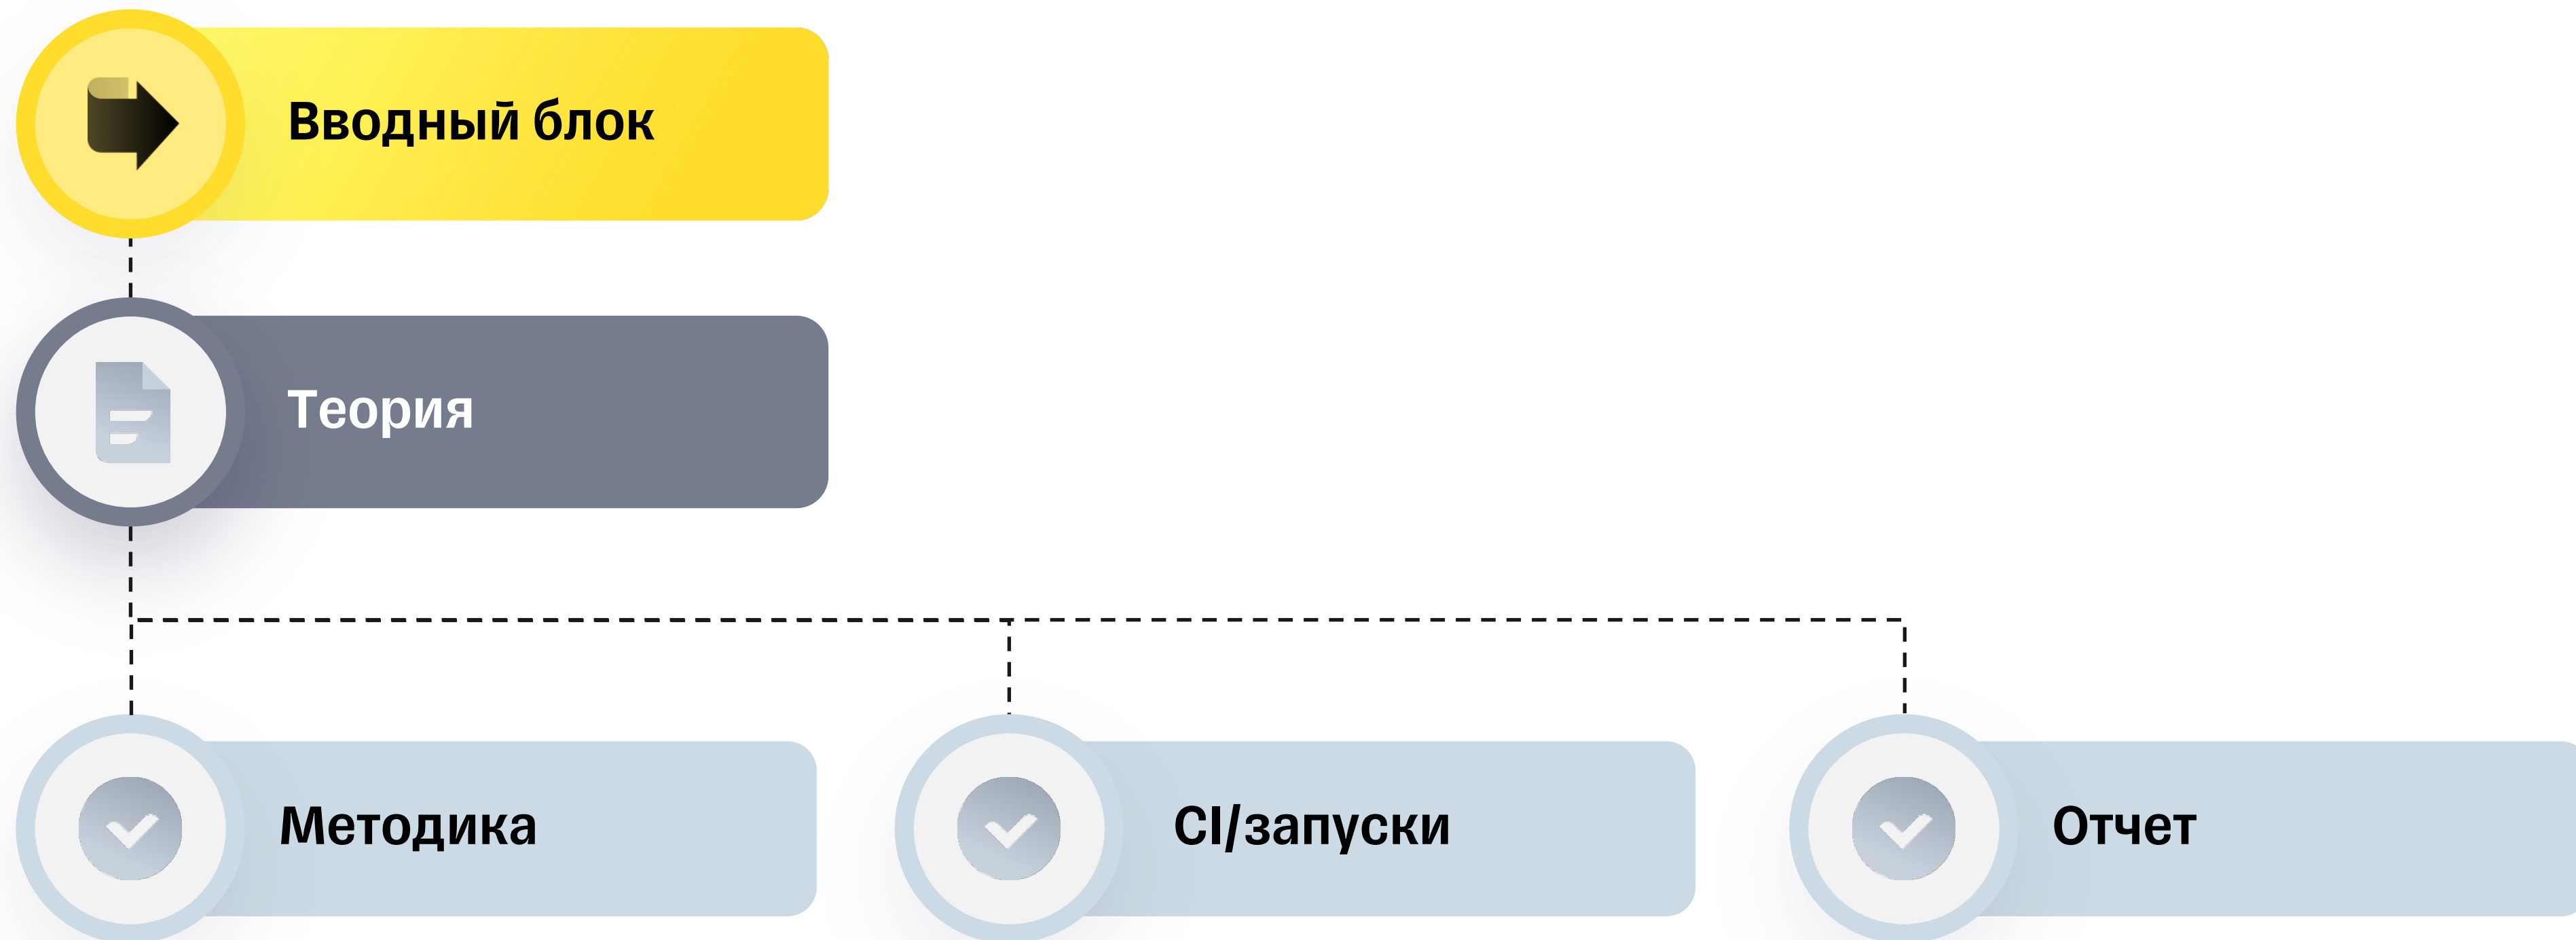 Вводный блок
Теория
Методика
CI/запуски
Отчет